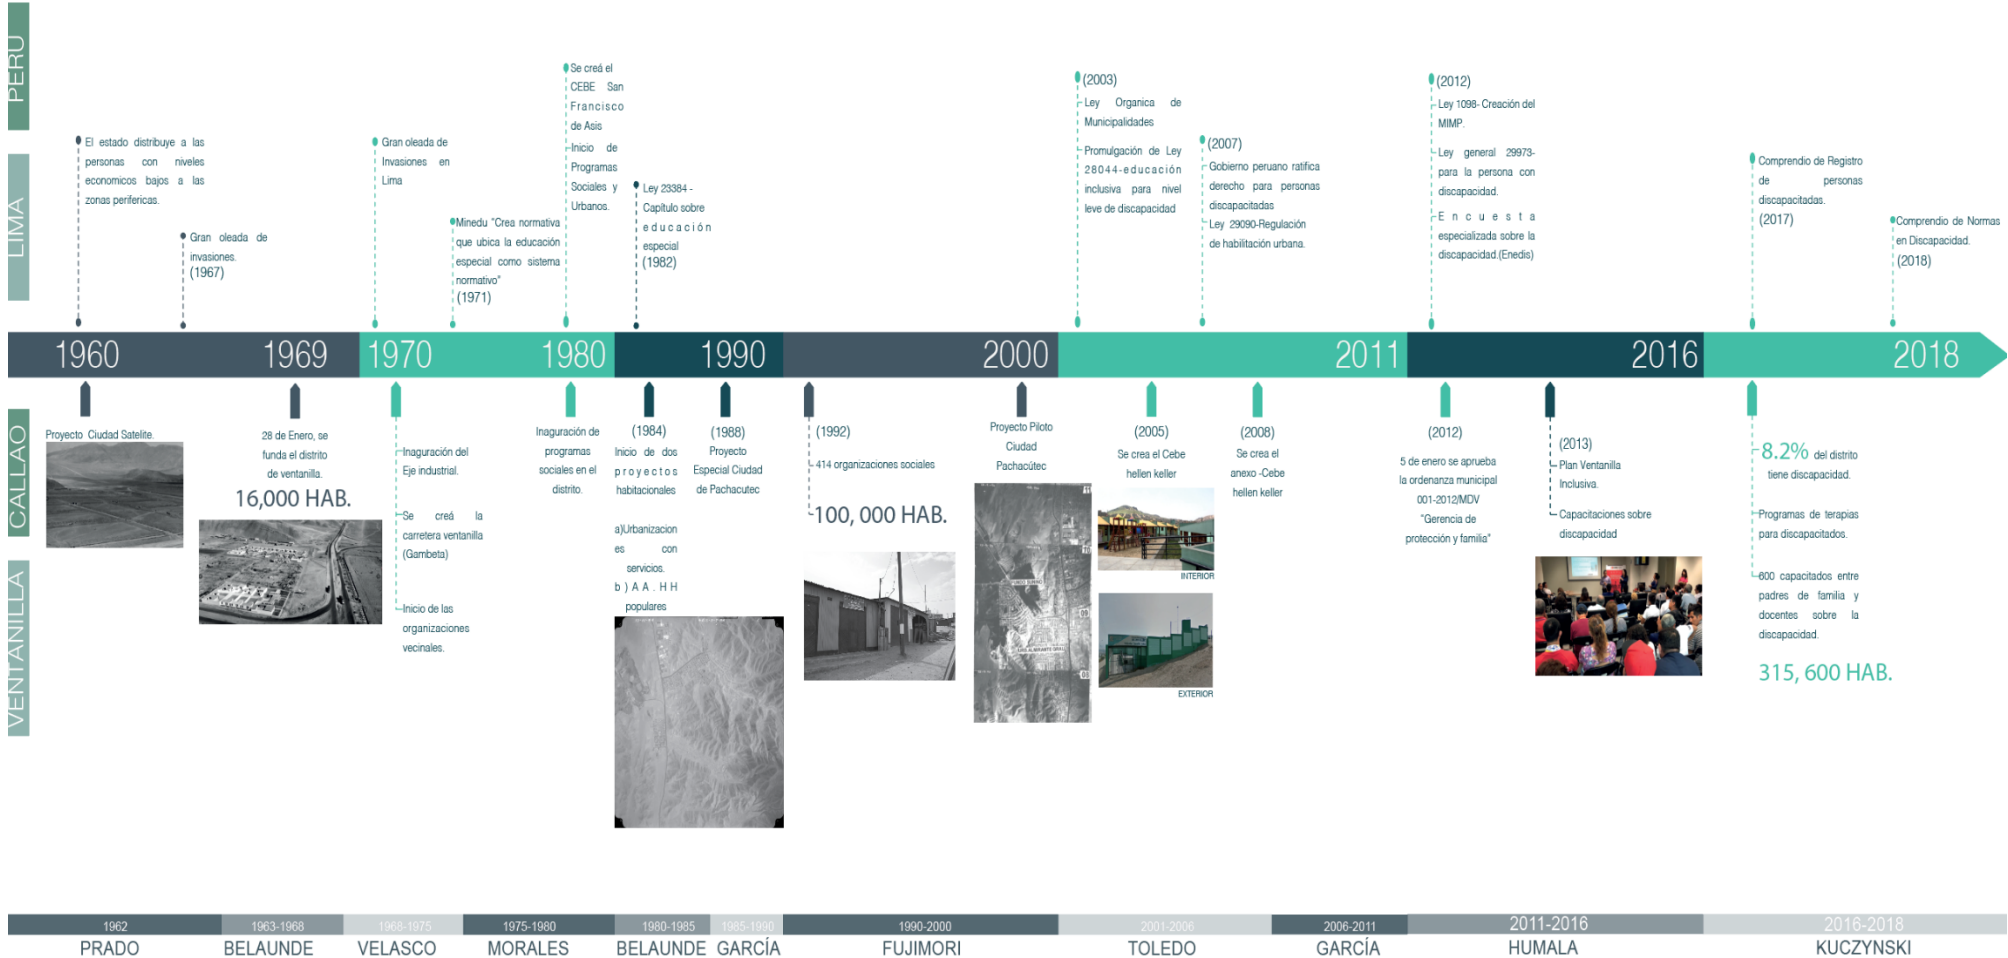 PERU
LIMA
El estado distribuye a las
personas con niveles
economicos bajos a las
zonas perifericas.
Gran oleada de
invasiones.
(1967)
Gran oleada de
Invasiones en
Lima
Minedu "Crea normativa
que ubica la educación
especial como sistema
normativo"
(1971)
Se creá el
CEBE San
Francisco
de Asis
Inicio de
Programas
Sociales y
Urbanos.
Ley 23384 -
Capítulo sobre
educación
especial
(1982)
(2003)
Ley Organica de
Municipalidades
Promulgación de Ley
28044-educación
inclusiva para nivel
leve de discapacidad
(2007)
Gobierno peruano ratifica
derecho para personas
discapacitadas
Ley 29090-Regulación
de habilitación urbana.
(2012)
Ley 1098- Creación del
MIMP.
Ley general 29973-
para la persona con
discapacidad.
Encuesta
especializada sobre la
discapacidad.(Enedis)
Comprendio de Registro
de personas
discapacitadas.
(2017)
Comprendio de Normas
en Discapacidad.
(2018)
1960 1969 1970 1980 1990 2000 2011 2016 2018
CALLAO
VENTANILLA
Proyecto Ciudad Satelite.
28 de Enero, se
funda el distrito
de ventanilla.
16,000 HAB.
Inaguración del
Eje industrial.
Se creá la
carretera ventanilla
(Gambeta)
Inicio de las
organizaciones
vecinales.
Inaguración de
programas
sociales en el
distrito.
(1984)
Inicio de dos
proyectos
habitacionales
a)Urbanizacion
es con
servicios.
b)AA.HH
populares
(1988)
Proyecto
Especial Ciudad
de Pachacutec
(1992)
414 organizaciones sociales
100, 000 HAB.
Proyecto Piloto
Ciudad
Pachacútec
(2005)
Se crea el Cebe
hellen keller
INTERIOR
EXTERIOR
(2008)
Se crea el
anexo -Cebe
hellen keller
(2012)
5 de enero se aprueba
la ordenanza municipal
001-2012/MDV
"Gerencia de
protección y familia"
(2013)
Plan Ventanilla
Inclusiva.
Capacitaciones sobre
discapacidad
8.2% del distrito
tiene discapacidad.
Programas de terapias
para discapacitados.
600 capacitados entre
padres de familia y
docentes sobre la
discapacidad.
315, 600 HAB.
1962 1963-1968 1968-1975 1975-1980 1980-1985 1985-1990 1990-2000 2001-2006 2006-2011 2011-2016 2016-2018
PRADO BELAUNDE VELASCO MORALES BELAUNDE GARCÍA FUJIMORI TOLEDO GARCÍA HUMALA KUCZYNSKI